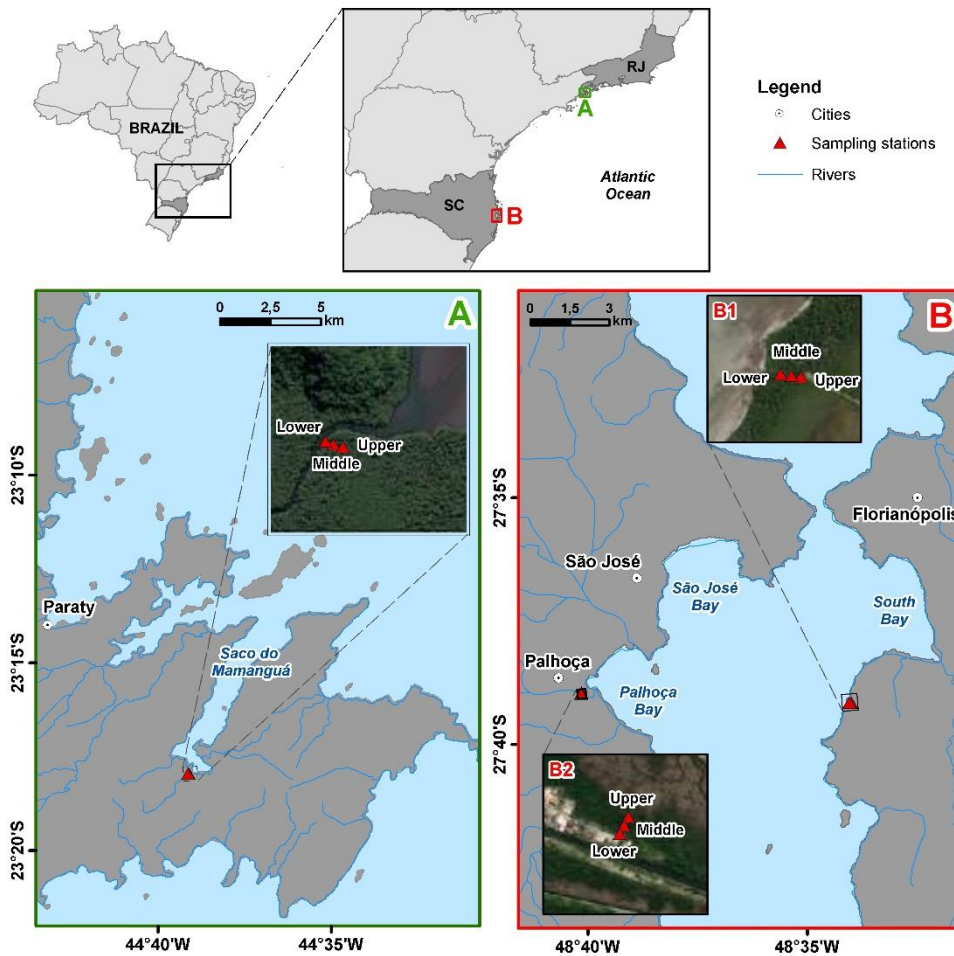 BRAZIL
RJ
A
SC
B
Atlantic
Ocean
Legend
Cities
Sampling stations
Rivers
A
0 2,5 5
km
Lower
Upper
Middle
23°10'S
23°15'S
23°20'S
Paraty
Saco do
Mamanguá
44°40'W
44°35'W
B
0 1,5 3
km
B1
Middle
Lower
Upper
27°35'S
27°40'S
Florianópolis
São José
São José
Bay
South
Bay
Palhoça
Palhoça
Bay
B2
Upper
Middle
Lower
48°40'W
48°35'W